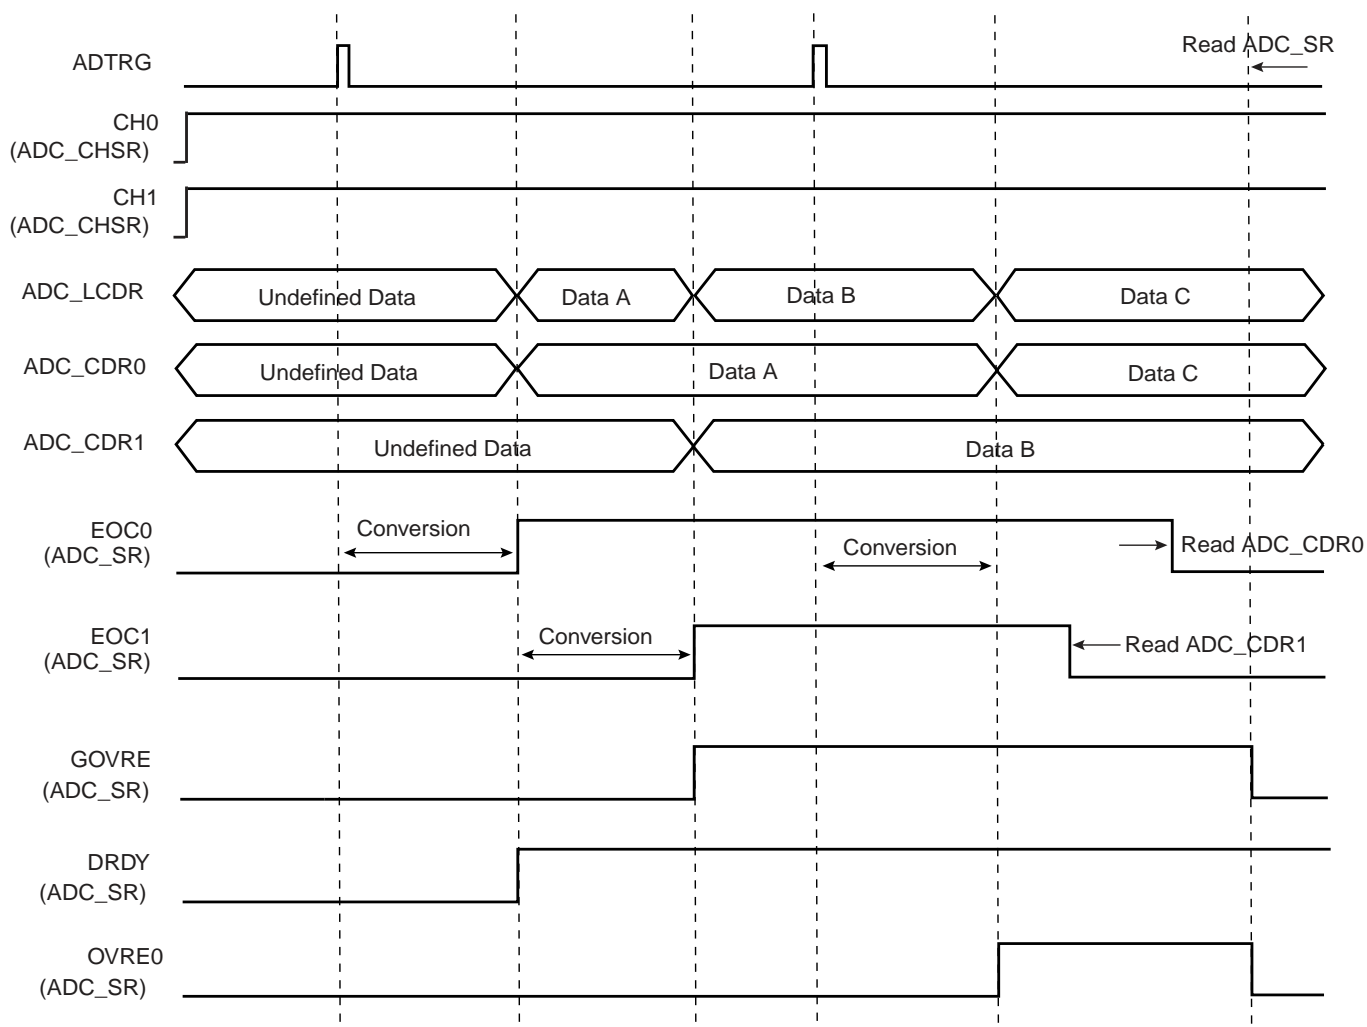 ADTRG
Read ADC_SR
CH0
(ADC_CHSR)
CH1
(ADC_CHSR)
ADC_LCDR
Undefined Data
Data A
Data B
Data C
ADC_CDR0
Undefined Data
Data A
Data C
ADC_CDR1
Undefined Data
Data B
EOC0
(ADC_SR)
Conversion
Conversion
Read ADC_CDR0
EOC1
(ADC_SR)
Conversion
Read ADC_CDR1
GOVRE
(ADC_SR)
DRDY
(ADC_SR)
OVRE0
(ADC_SR)